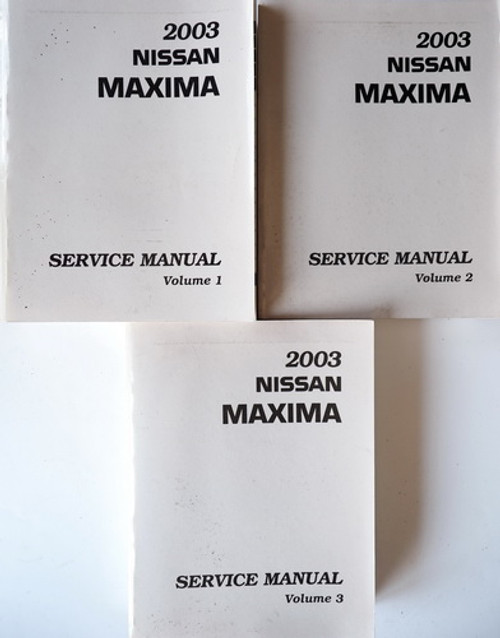 2003
NISSAN
MAXIMA
SERVICE MANUAL
Volume 1
2003
NISSAN
MAXIMA
SERVICE MANUAL
Volume 2
2003
NISSAN
MAXIMA
SERVICE MANUAL
Volume 3